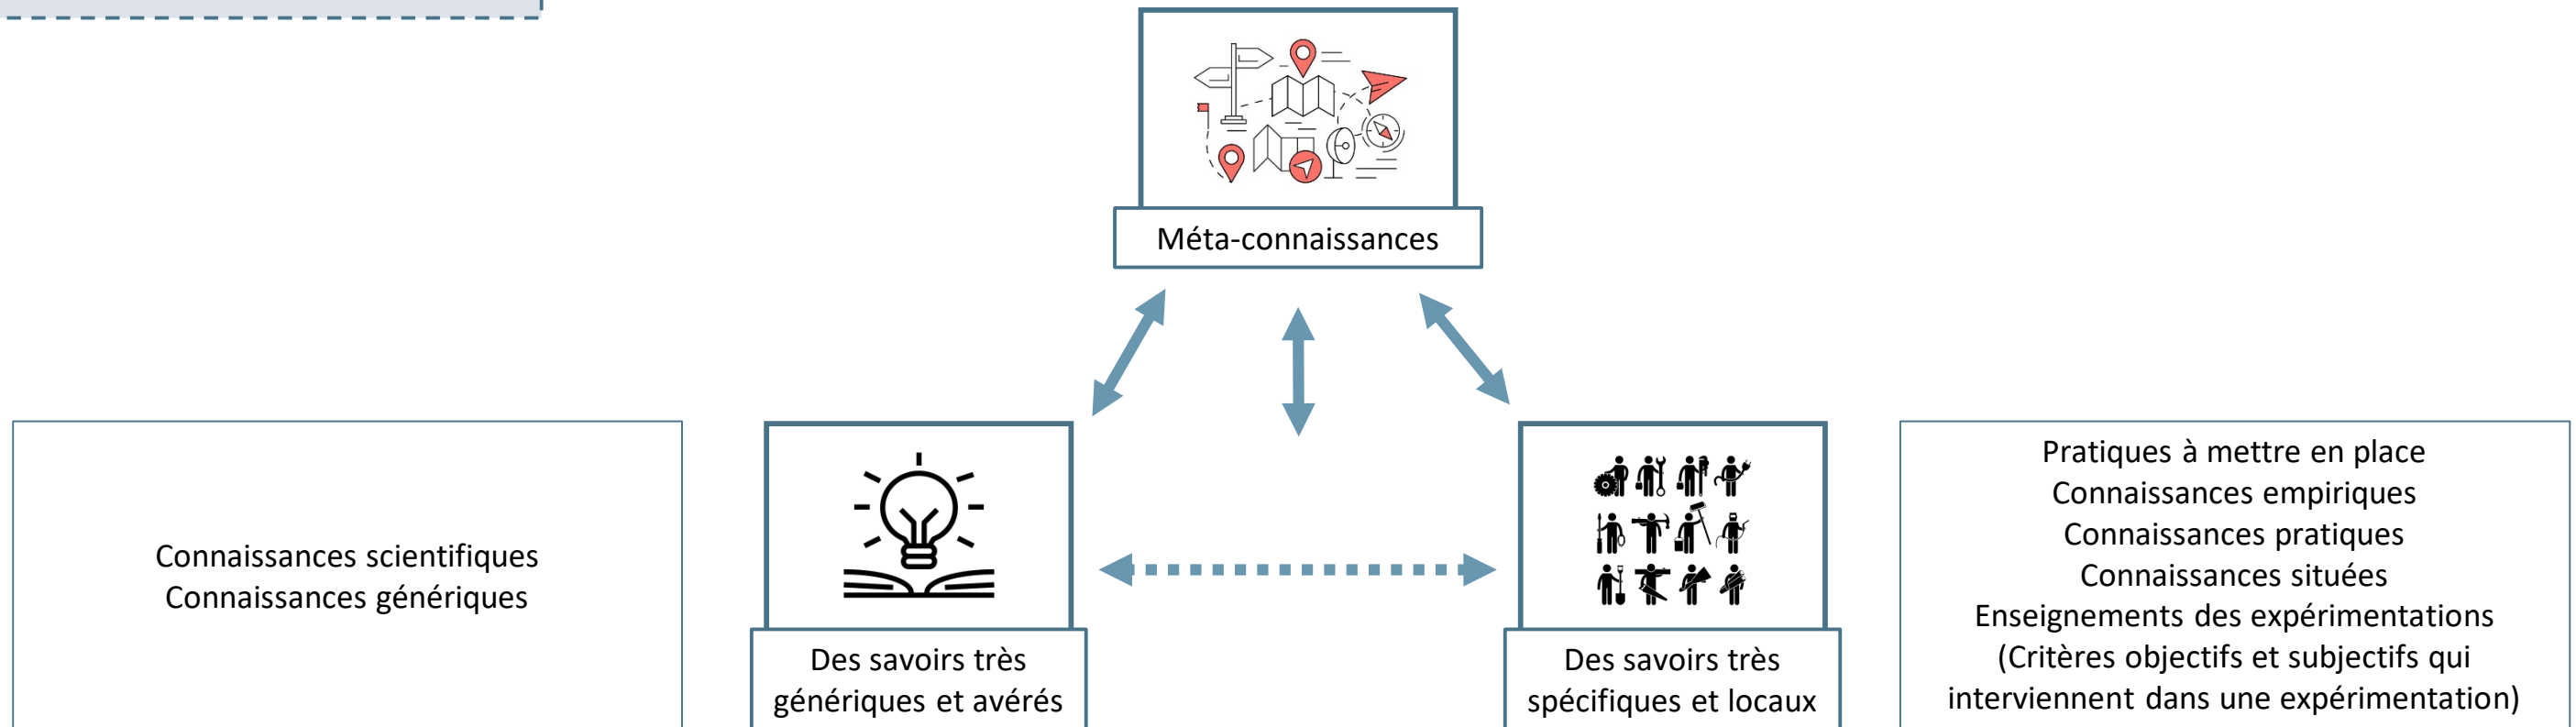 Méta-connaissances
Connaissances scientifiques
Connaissances génériques
Des savoirs très
génériques et avérés
Des savoirs très
spécifiques et locaux
Pratiques à mettre en place
Connaissances empiriques
Connaissances pratiques
Connaissances situées
Enseignements des expérimentations
(Critères objectifs et subjectifs qui
interviennent dans une expérimentation)